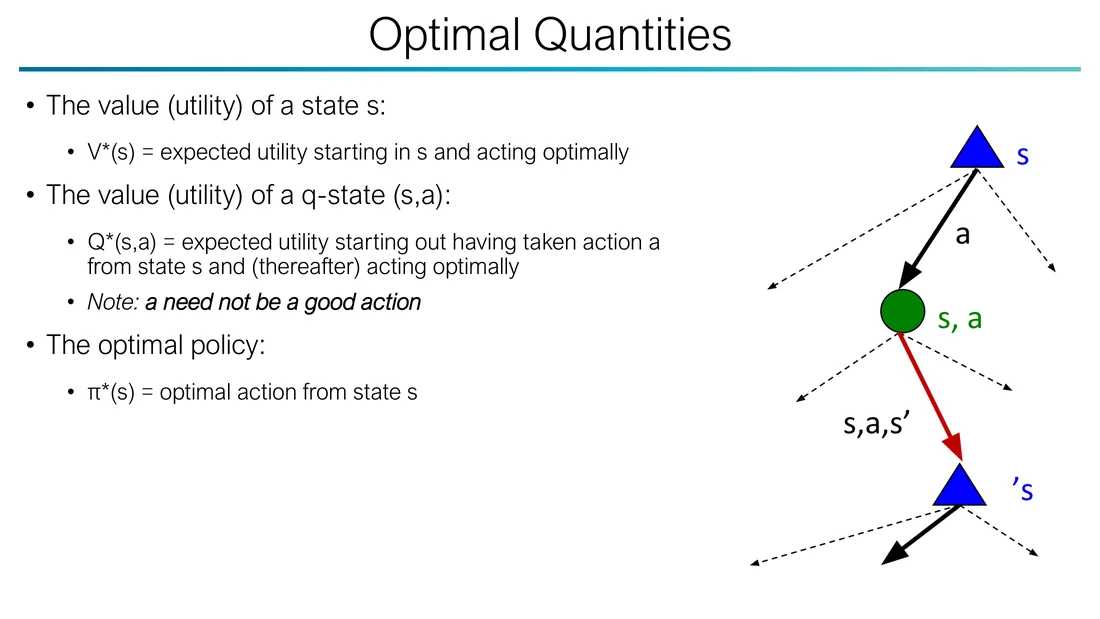 Optimal Quantities
• The value (utility) of a state s:
• V*(s) = expected utility starting in s and acting optimally
• The value (utility) of a q-state (s,a):
• Q*(s,a) = expected utility starting out having taken action a
from state s and (thereafter) acting optimally
• Note: a need not be a good action
• The optimal policy:
• π*(s) = optimal action from state s
s
a
s, a
s,a,s’
’s